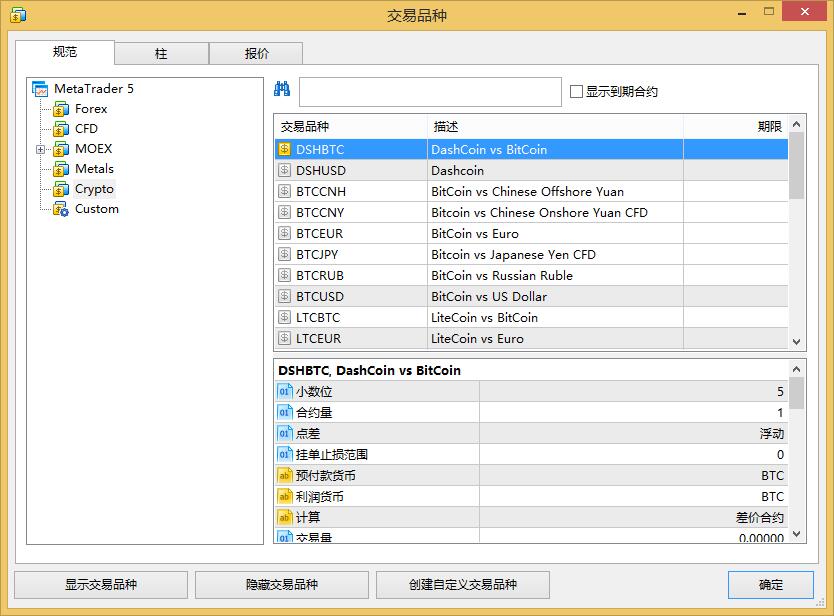 交易品种
规范 柱 报价
MetaTrader 5
Forex
CFD
MOEX
Metals
Crypto
Custom
显示到期合约
交易品种 描述 期限
DSHBTC DashCoin vs BitCoin
DSHUSD Dashcoin
BTCCNH BitCoin vs Chinese Offshore Yuan
BTCCNY Bitcoin vs Chinese Onshore Yuan CFD
BTCEUR BitCoin vs Euro
BTCJPY Bitcoin vs Japanese Yen CFD
BTCRUB BitCoin vs Russian Ruble
BTCUSD BitCoin vs US Dollar
LTCBTC LiteCoin vs BitCoin
LTCEUR LiteCoin vs Euro
DSHBTC, DashCoin vs BitCoin
小数位 5
合约量 1
点差 浮动
挂单止损范围 0
预付款货币 BTC
利润货币 BTC
计算 差价合约
交易量 0.00000
显示交易品种 隐藏交易品种 创建自定义交易品种 确定